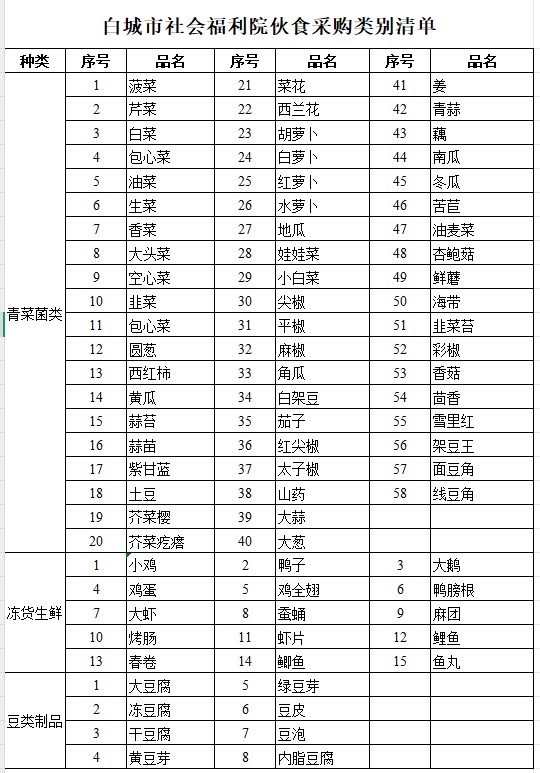 白城市社会福利院伙食采购类别清单
种类 序号 品名 序号 品名 序号 品名
青菜菌类
1 菠菜 21 菜花 41 姜
2 芹菜 22 西兰花 42 青蒜
3 白菜 23 胡萝卜 43 藕
4 包心菜 24 白萝卜 44 南瓜
5 油菜 25 红萝卜 45 冬瓜
6 生菜 26 水萝卜 46 苦苣
7 香菜 27 地瓜 47 油麦菜
8 大头菜 28 娃娃菜 48 杏鲍菇
9 空心菜 29 小白菜 49 鲜蘑
10 韭菜 30 尖椒 50 海带
11 包心菜 31 平椒 51 韭菜苔
12 圆葱 32 麻椒 52 彩椒
13 西红柿 33 角瓜 53 香菇
14 黄瓜 34 白架豆 54 茴香
15 蒜苔 35 茄子 55 雪里红
16 蒜苗 36 红尖椒 56 架豆王
17 紫甘蓝 37 太子椒 57 面豆角
18 土豆 38 山药 58 线豆角
19 芥菜樱 39 大蒜
20 芥菜疙瘩 40 大葱
冻货生鲜
1 小鸡 2 鸭子 3 大鹅
4 鸡蛋 5 鸡全翅 6 鸭膀根
7 大虾 8 蚕蛹 9 麻团
10 烤肠 11 虾片 12 鲤鱼
13 春卷 14 鲫鱼 15 鱼丸
豆类制品
1 大豆腐 5 绿豆芽
2 冻豆腐 6 豆皮
3 干豆腐 7 豆泡
4 黄豆芽 8 内脂豆腐